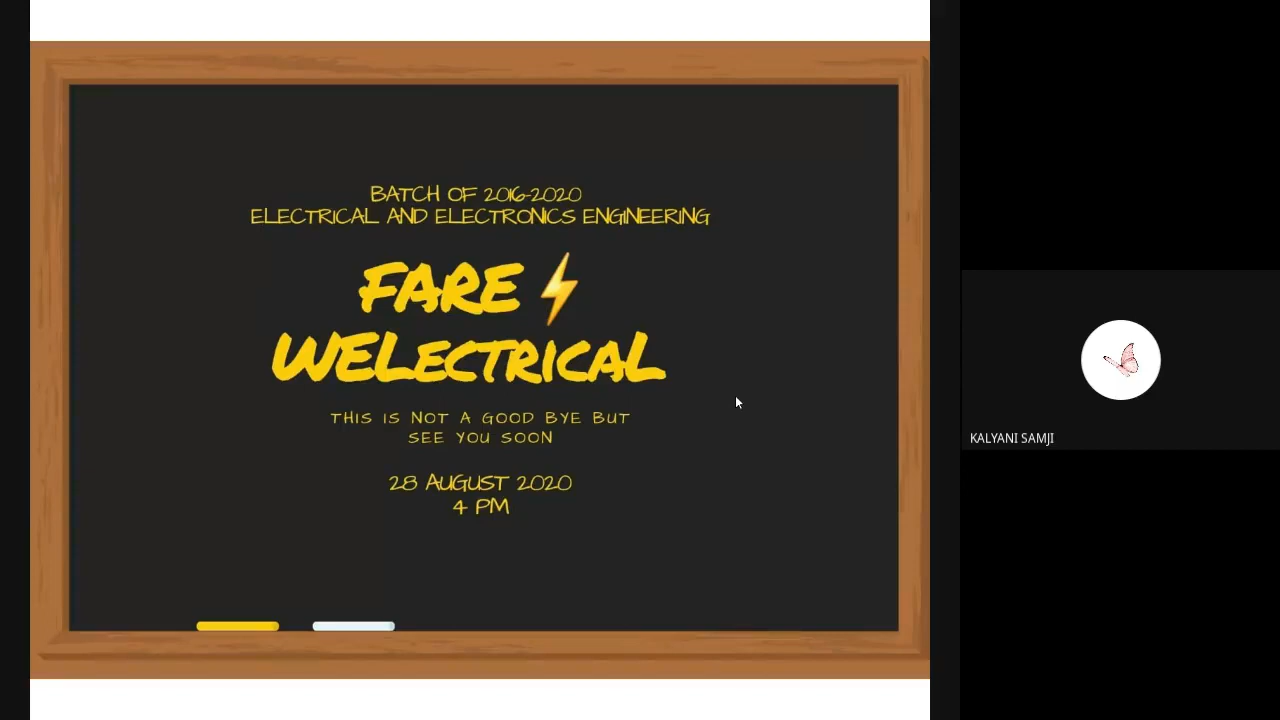 BATCH OF 2016-2020
ELECTRICAL AND ELECTRONICS ENGINEERING
FARE⚡
WELECTRICAL
THIS IS NOT A GOOD BYE BUT
SEE YOU SOON
28 AUGUST 2020
4 PM
KALYANI SAMJI